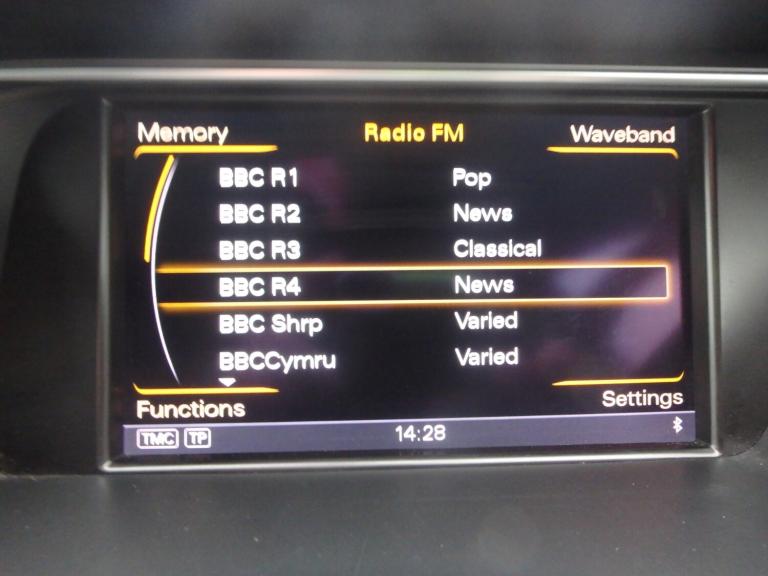 Memory Radio FM Waveband
BBC R1 Pop
BBC R2 News
BBC R3 Classical
BBC R4 News
BBC Shrp Varied
BBCCymru Varied
Functions Settings
TMC TP 14:28